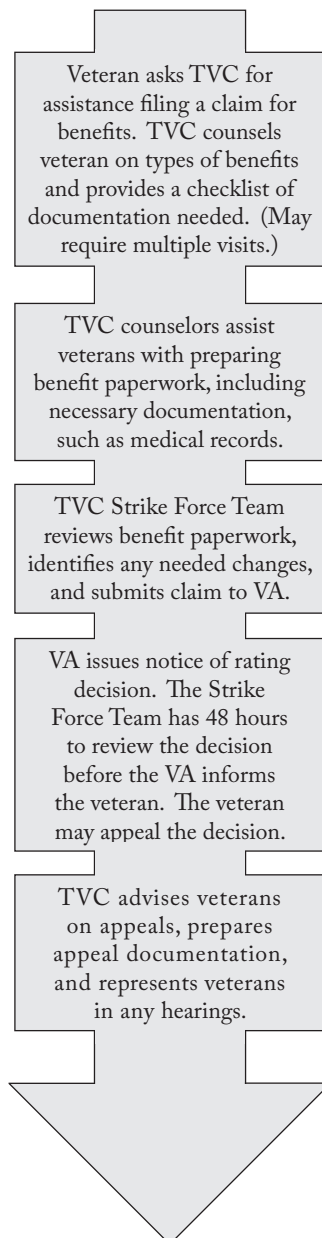 Veteran asks TVC for
assistance filing a claim for
benefits. TVC counsels
veteran on types of benefits
and provides a checklist of
documentation needed. (May
require multiple visits.)
TVC counselors assist
veterans with preparing
benefit paperwork, including
necessary documentation,
such as medical records.
TVC Strike Force Team
reviews benefit paperwork,
identifies any needed changes,
and submits claim to VA.
VA issues notice of rating
decision. The Strike
Force Team has 48 hours
to review the decision
before the VA informs
the veteran. The veteran
may appeal the decision.
TVC advises veterans
on appeals, prepares
appeal documentation,
and represents veterans
in any hearings.